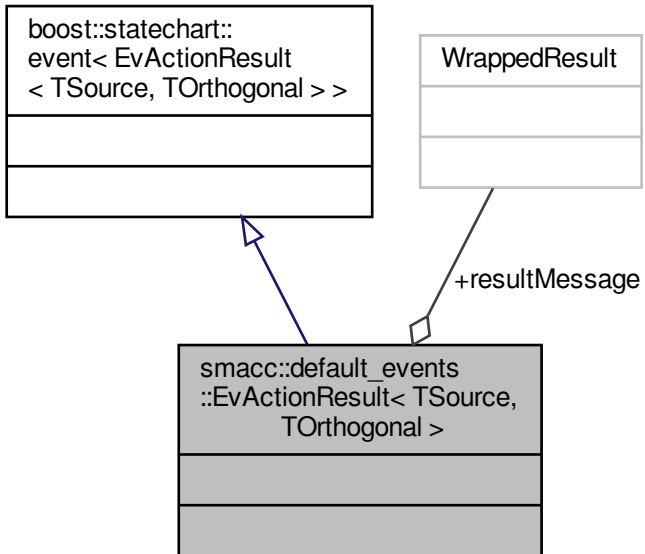 boost::statechart::
event< EvActionResult
< TSource, TOrthogonal > >
WrappedResult
+resultMessage
smacc::default_events
::EvActionResult< TSource,
TOrthogonal >